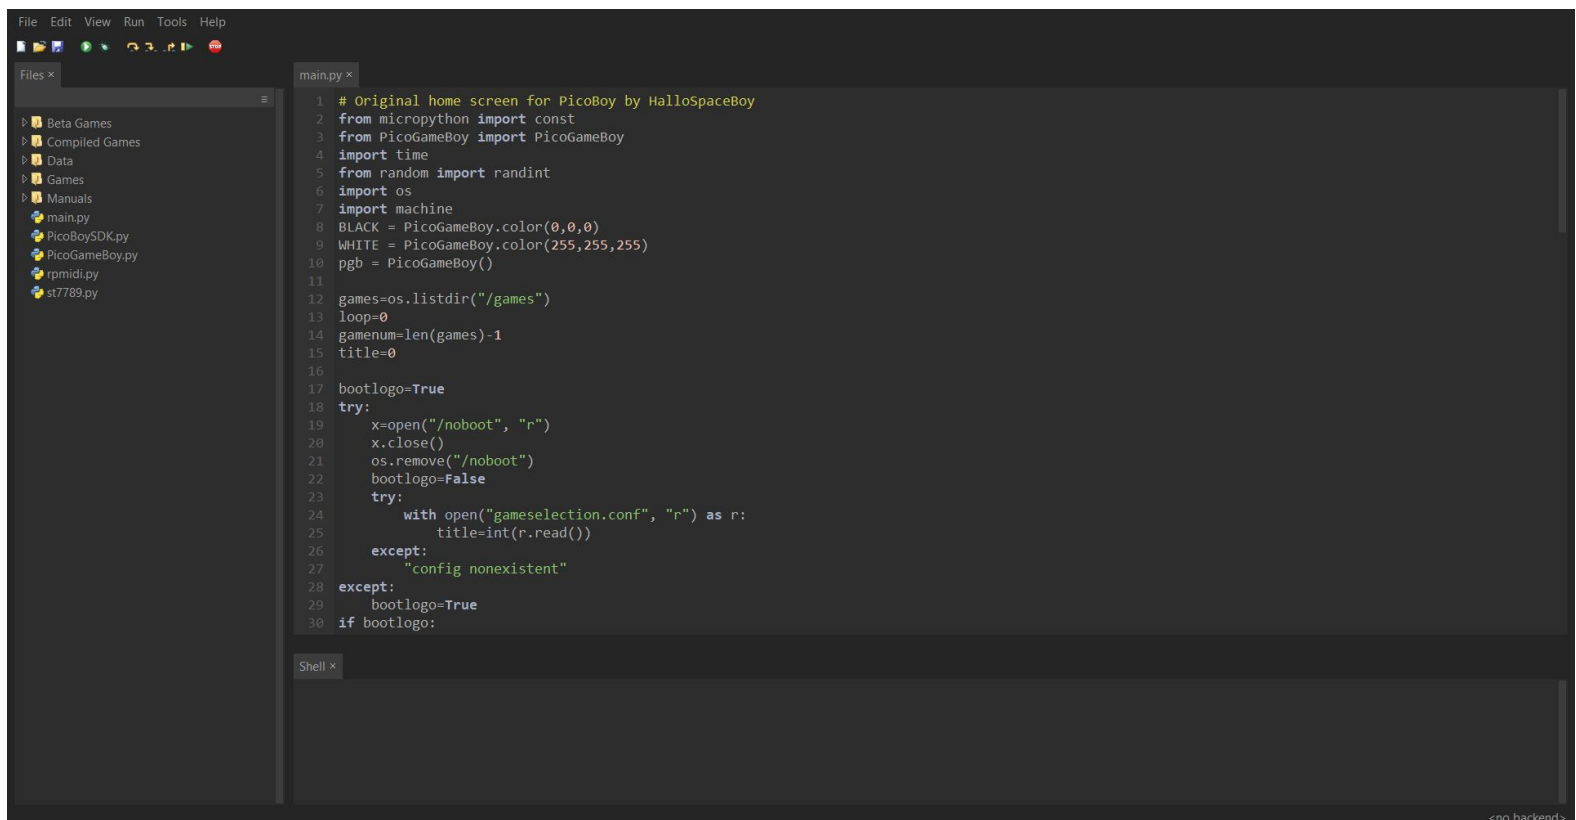 File Edit View Run Tools Help
STOP
Files ×
Beta Games
Compiled Games
Data
Games
Manuals
main.py
PicoBoySDK.py
PicoGameBoy.py
rpmidi.py
st7789.py
main.py ×
1 # Original home screen for PicoBoy by HalloSpaceBoy
2 from micropython import const
3 from PicoGameBoy import PicoGameBoy
4 import time
5 from random import randint
6 import os
7 import machine
8 BLACK = PicoGameBoy.color(0,0,0)
9 WHITE = PicoGameBoy.color(255,255,255)
10 pgb = PicoGameBoy()
11
12 games=os.listdir("/games")
13 loop=0
14 gamenum=len(games)-1
15 title=0
16
17 bootlogo=True
18 try:
19     x=open("/noboot", "r")
20     x.close()
21     os.remove("/noboot")
22     bootlogo=False
23     try:
24         with open("gameselection.conf", "r") as r:
25             title=int(r.read())
26     except:
27         "config nonexistent"
28 except:
29     bootlogo=True
30 if bootlogo:
Shell ×
<no backend>